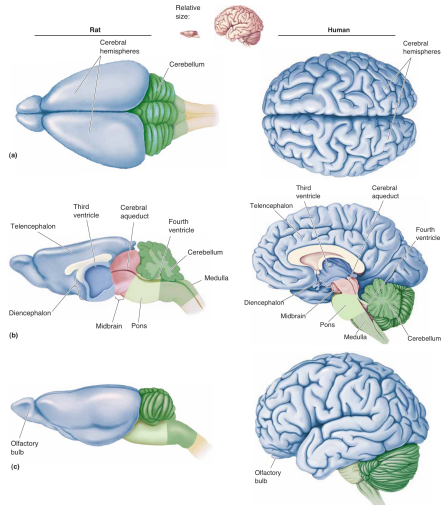 Relative
size:
Rat
Human
Cerebral
hemispheres
Cerebellum
Cerebral
hemispheres
(a)
Third
ventricle
Cerebral
aqueduct
Telencephalon
Fourth
ventricle
Cerebellum
Medulla
Diencephalon
Midbrain
Pons
(b)
Third
ventricle
Cerebral
aqueduct
Telencephalon
Fourth
ventricle
Diencephalon
Midbrain
Pons
Medulla
Cerebellum
Olfactory
bulb
(c)
Olfactory
bulb